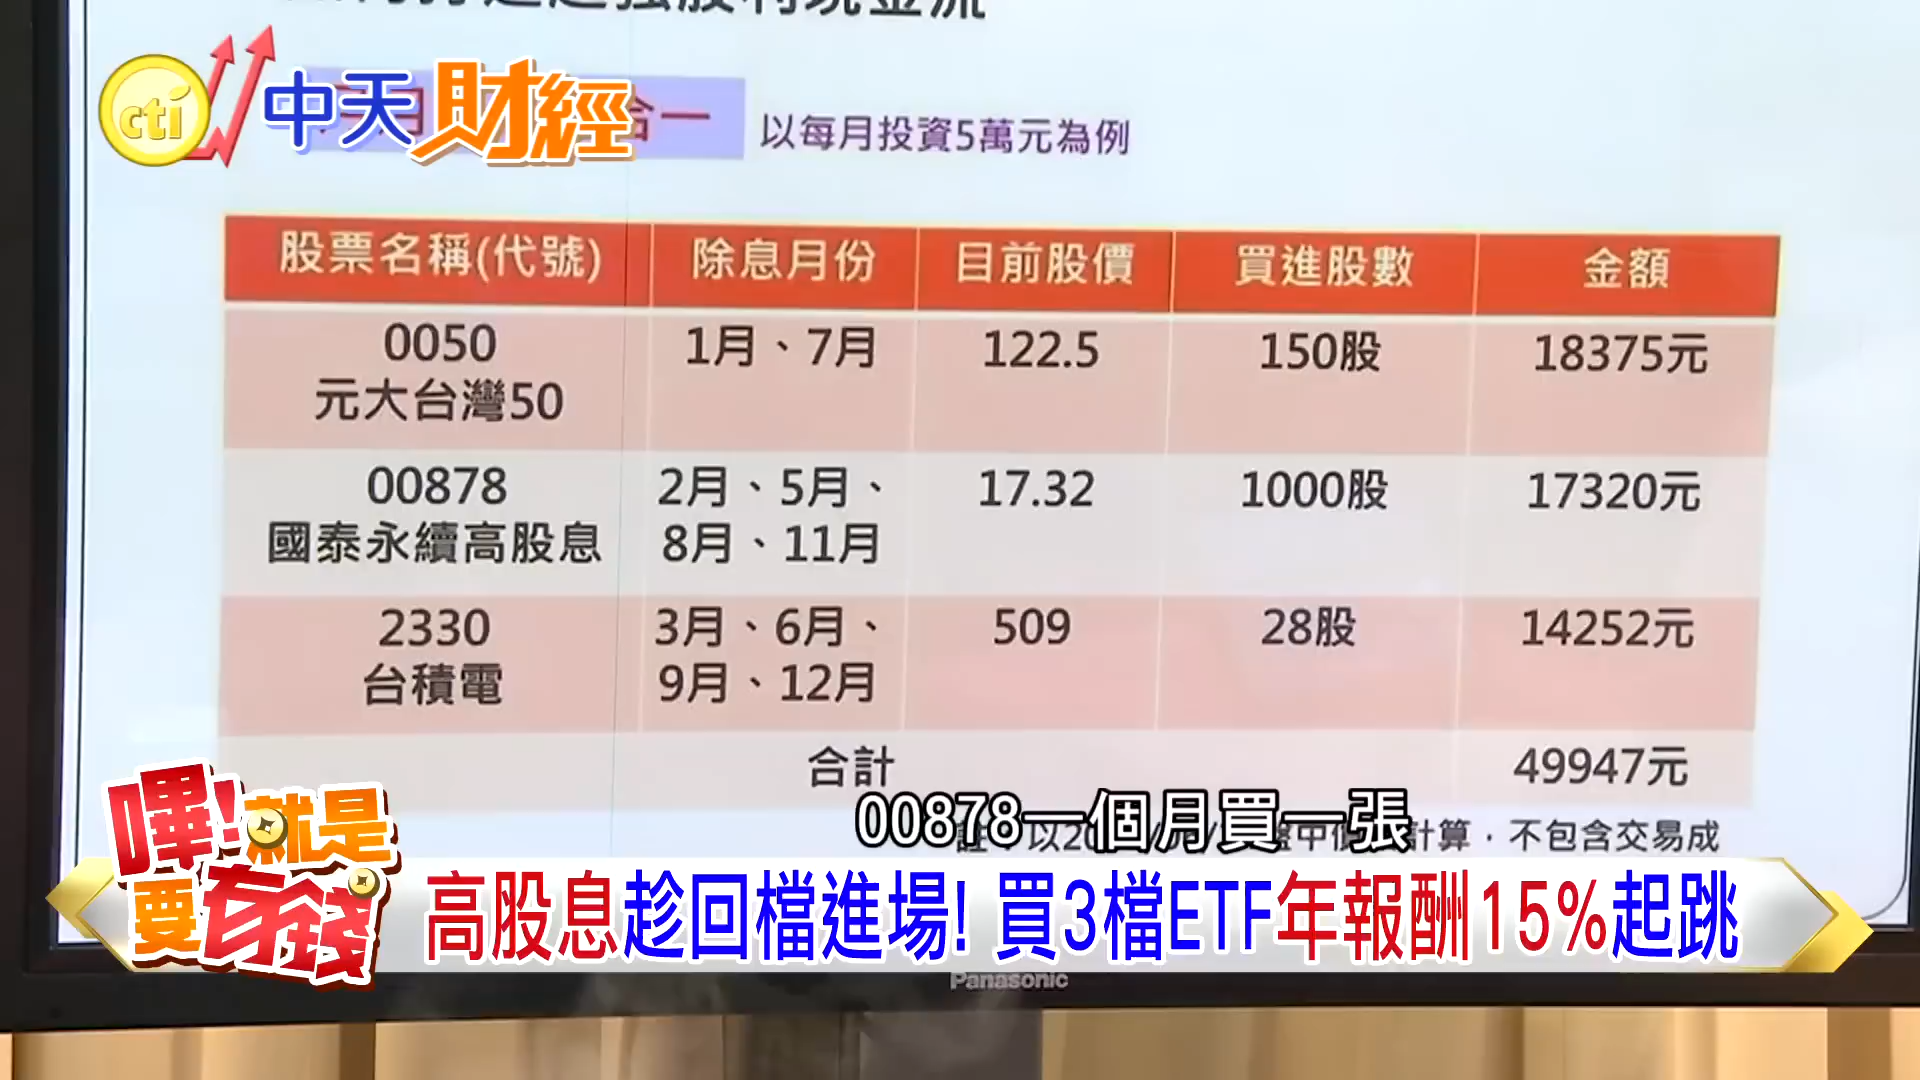 cti 中天財經
合一 以每月投資5萬元為例
股票名稱(代號) 除息月份 目前股價 買進股數 金額
0050 1月、7月 122.5 150股 18375元
元大台灣50
00878 2月、5月、 17.32 1000股 17320元
國泰永續高股息 8月、11月
2330 3月、6月、 509 28股 14252元
台積電 9月、12月
合計 49947元
00878一個月買一張
計算，不包含交易成
嗶!就是
要有錢
高股息趁回檔進場! 買3檔ETF年報酬15%起跳
Panasonic